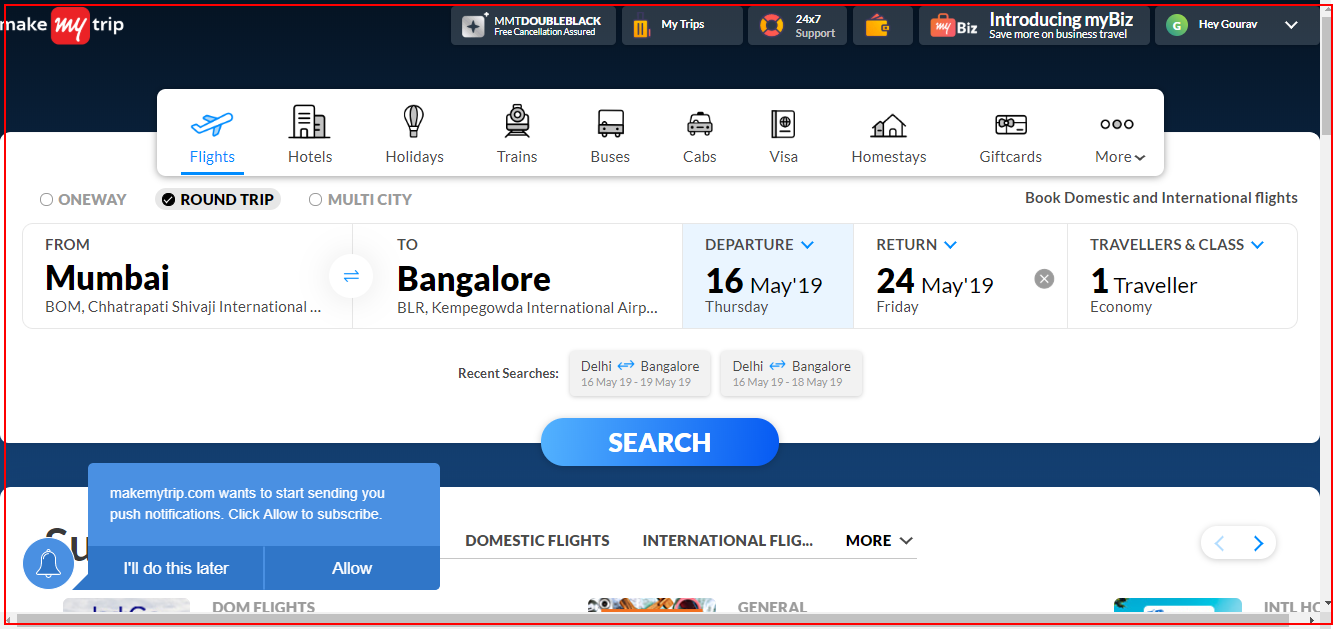 make my trip
MMTDOUBLEBLACK
Free Cancellation Assured
My Trips
24x7
Support
my Biz
Introducing myBiz
Save more on business travel
G
Hey Gourav
Flights
Hotels
Holidays
Trains
Buses
Cabs
Visa
Homestays
Giftcards
More
ONEWAY
ROUND TRIP
MULTI CITY
Book Domestic and International flights
FROM
Mumbai
BOM, Chhatrapati Shivaji International ...
TO
Bangalore
BLR, Kempegowda International Airp...
DEPARTURE
16 May'19
Thursday
RETURN
24 May'19
Friday
TRAVELLERS & CLASS
1 Traveller
Economy
Recent Searches:
Delhi Bangalore
16 May 19 - 19 May 19
Delhi Bangalore
16 May 19 - 18 May 19
SEARCH
makemytrip.com wants to start sending you
push notifications. Click Allow to subscribe.
I'll do this later
Allow
DOMESTIC FLIGHTS
INTERNATIONAL FLIG...
MORE
DOM FLIGHTS
GENERAL
INTL HO